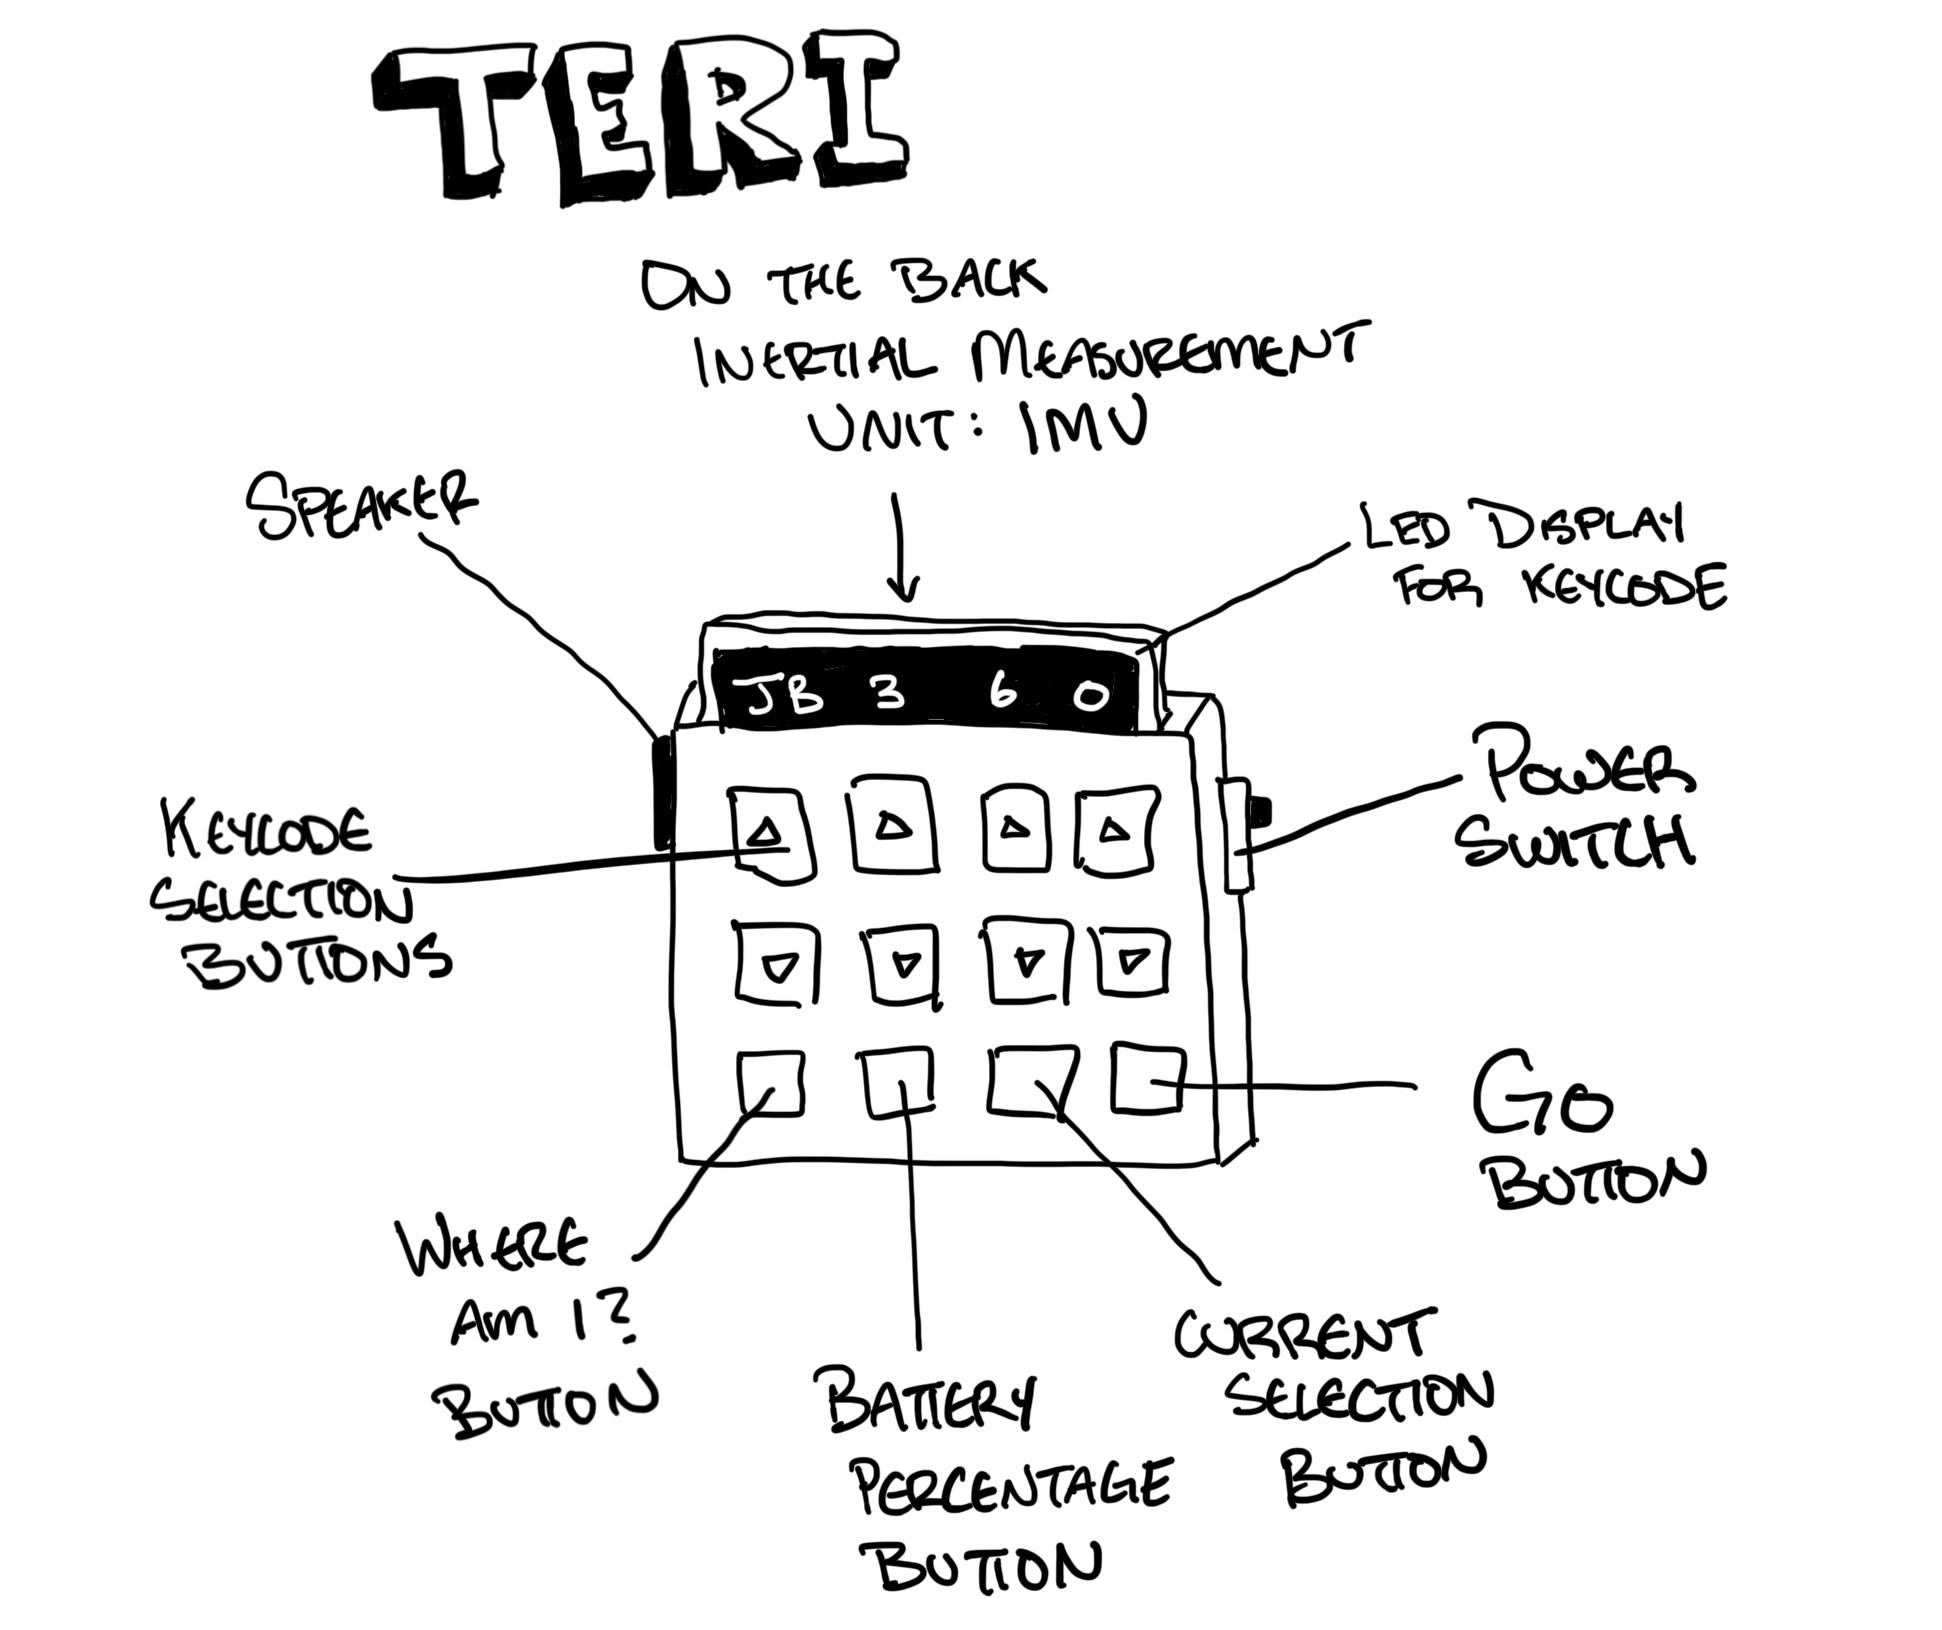 TERI
ON THE BACK
INERTIAL MEASUREMENT
UNIT: IMU
SPEAKER
LED DISPLAY
FOR KEYCODE
JB 3 6 0
POWER
SWITCH
KEYCODE
SELECTION
BUTTONS
GO
BUTTON
WHERE
AM I?
BUTTON
BATTERY
PERCENTAGE
BUTTON
CURRENT
SELECTION
BUTTON